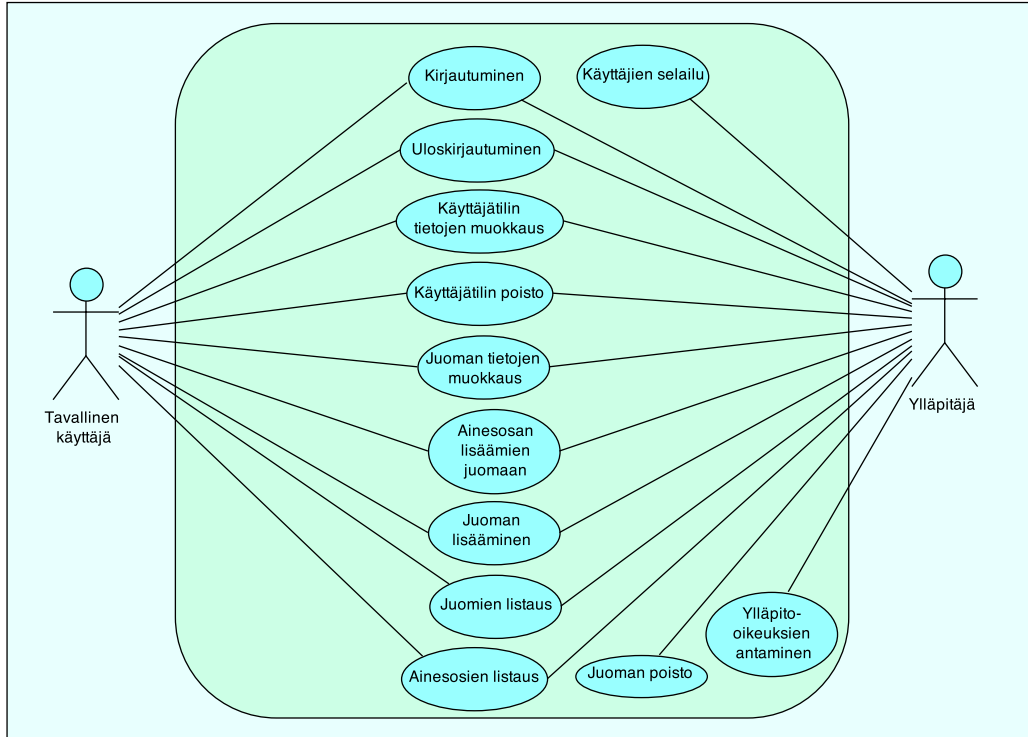 Kirjautuminen
Käyttäjien selailu
Uloskirjautuminen
Käyttäjätilin
tietojen muokkaus
Käyttäjätilin poisto
Juoman tietojen
muokkaus
Tavallinen
käyttäjä
Ylläpitäjä
Ainesosan
lisäämien
juomaan
Juoman
lisääminen
Juomien listaus
Ylläpito-
oikeuksien
antaminen
Ainesosien listaus
Juoman poisto